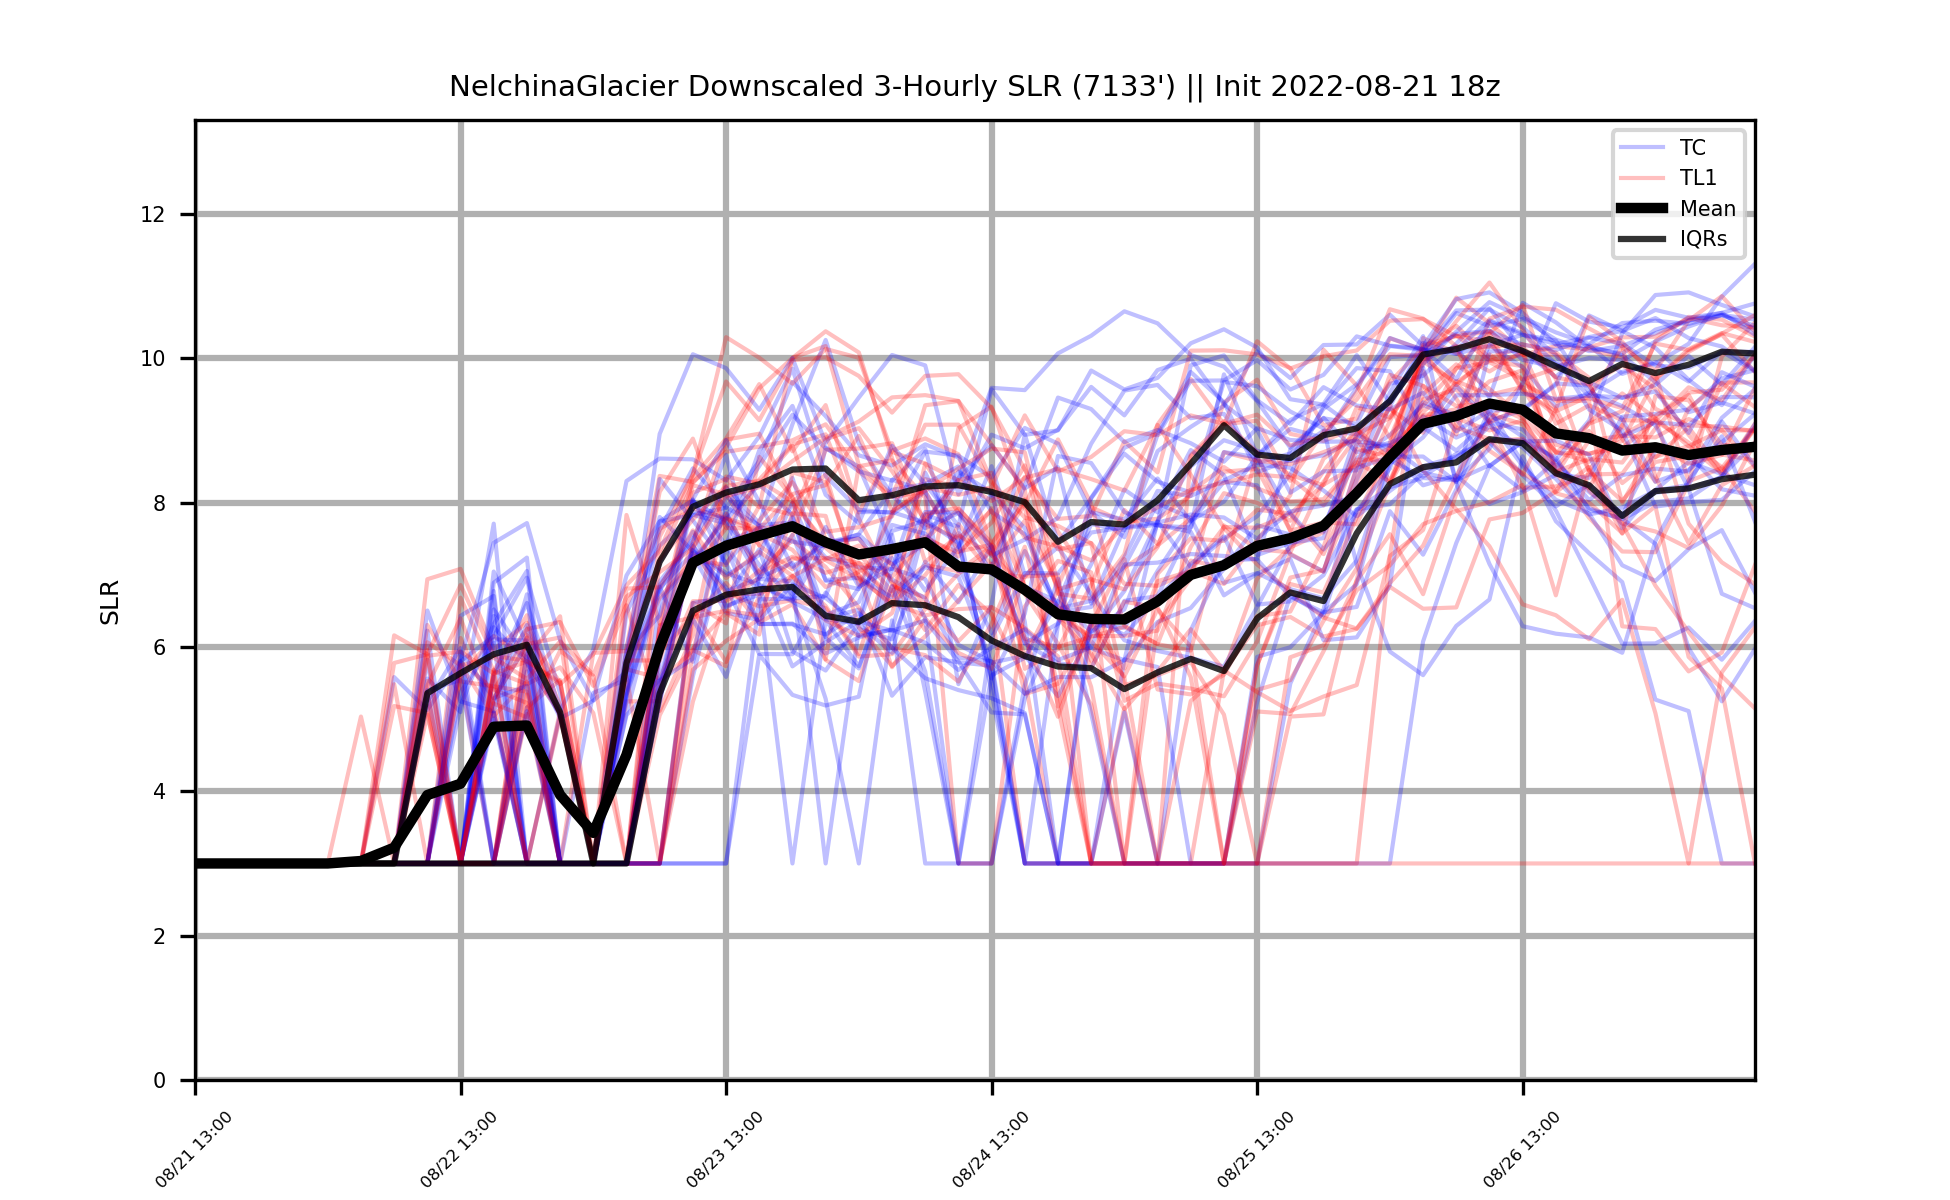 NelchinaGlacier Downscaled 3-Hourly SLR (7133') || Init 2022-08-21 18z
TC
TL1
Mean
IQRs
SLR
12
10
8
6
4
2
0
08/21 13:00
08/22 13:00
08/23 13:00
08/24 13:00
08/25 13:00
08/26 13:00